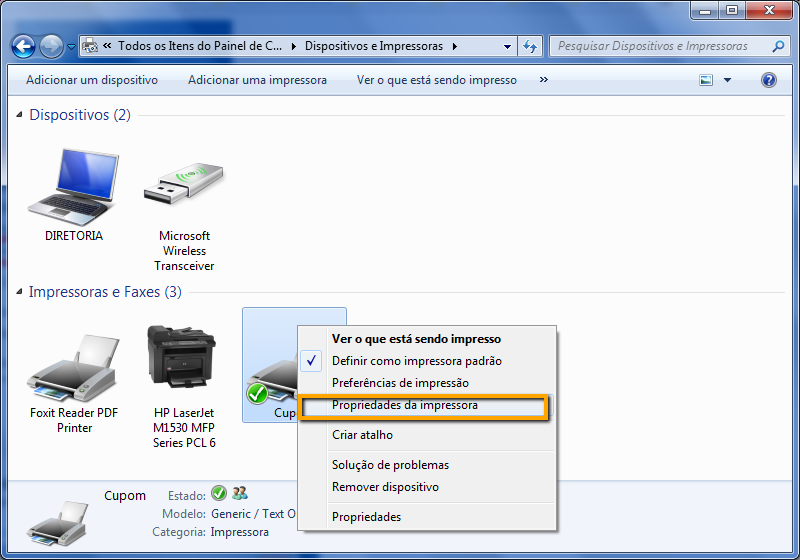 « Todos os Itens do Painel de C... Dispositivos e Impressoras
Pesquisar Dispositivos e Impressoras
Adicionar um dispositivo Adicionar uma impressora Ver o que está sendo impresso »
Dispositivos (2)
DIRETORIA
Microsoft
Wireless
Transceiver
Impressoras e Faxes (3)
Foxit Reader PDF
Printer
HP LaserJet
M1530 MFP
Series PCL 6
Cupo
Ver o que está sendo impresso
Definir como impressora padrão
Preferências de impressão
Propriedades da impressora
Criar atalho
Solução de problemas
Remover dispositivo
Propriedades
Cupom
Estado:
Modelo: Generic / Text O
Categoria: Impressora